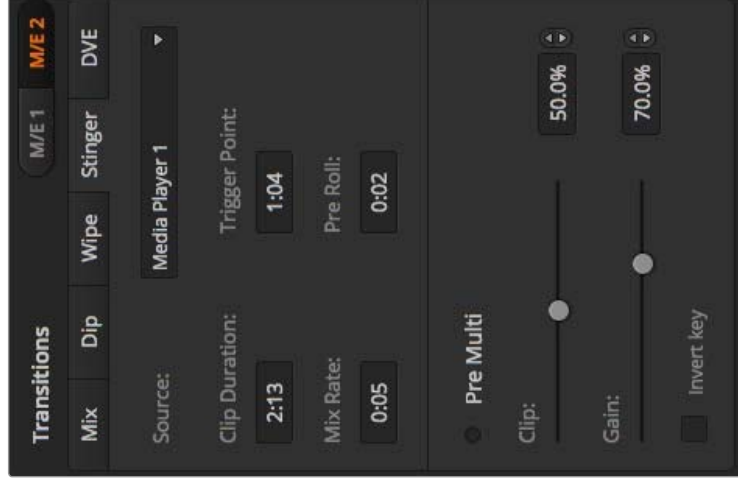 Transitions M/E 1 M/E 2
Mix Dip Wipe Stinger DVE
Source: Media Player 1
Clip Duration: Trigger Point:
2:13 1:04
Mix Rate: Pre Roll:
0:05 0:02
Pre Multi
Clip: 50.0%
Gain: 70.0%
Invert key